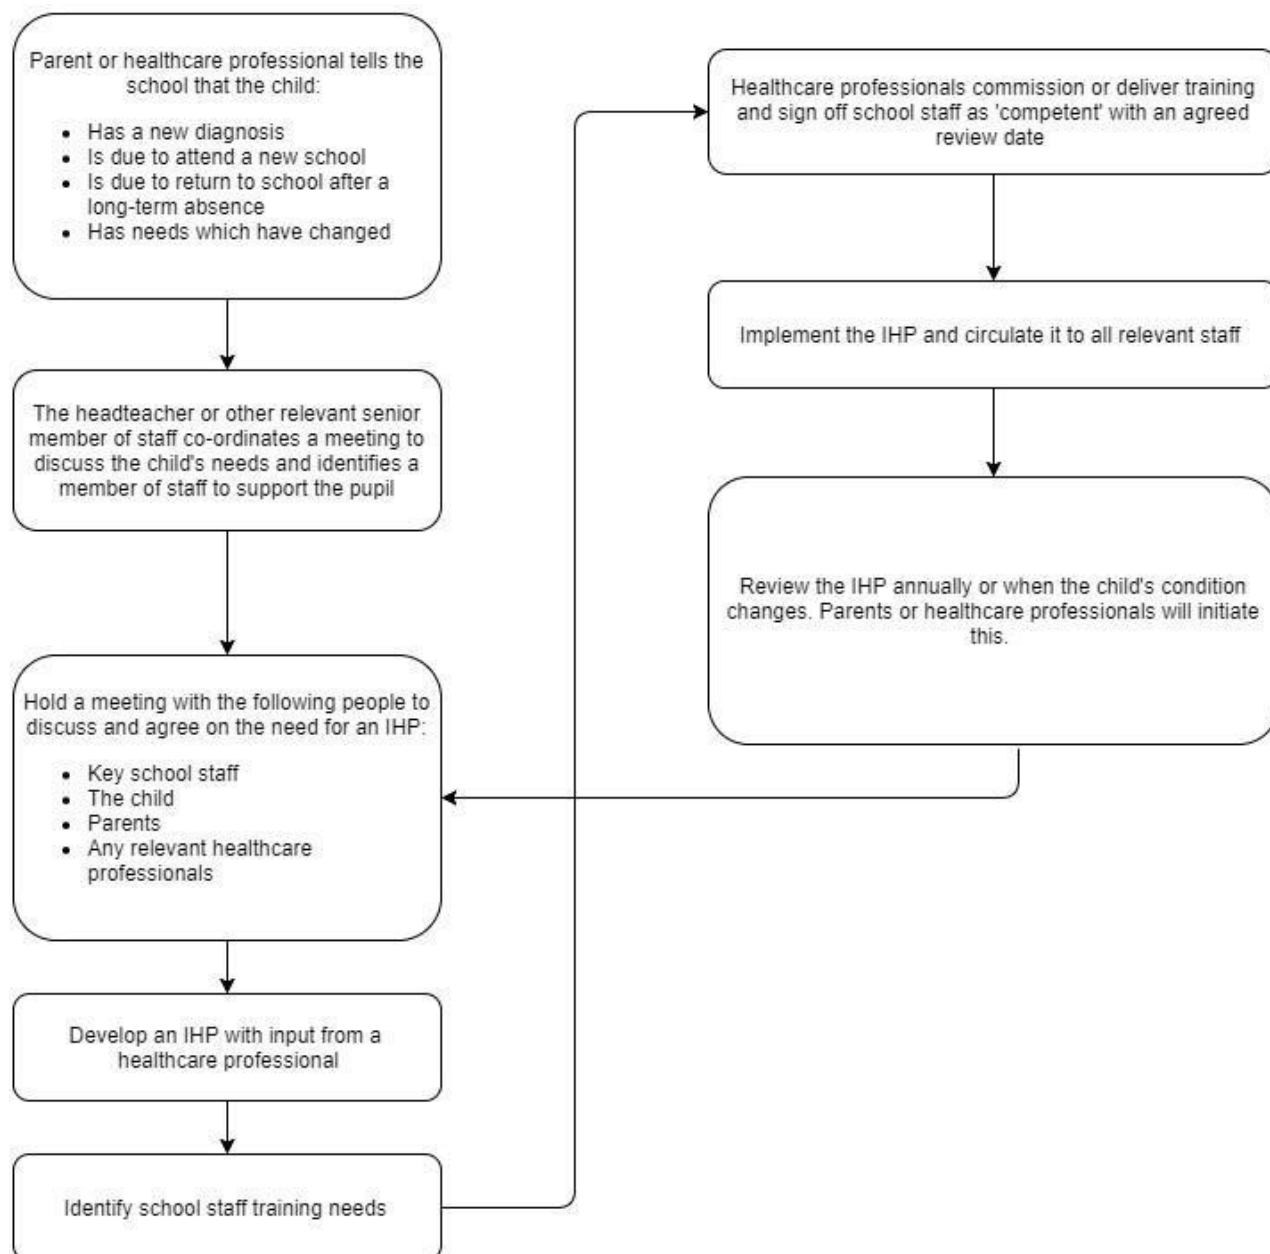 Parent or healthcare professional tells the
school that the child:
• Has a new diagnosis
• Is due to attend a new school
• Is due to return to school after a
long-term absence
• Has needs which have changed
The headteacher or other relevant senior
member of staff co-ordinates a meeting to
discuss the child's needs and identifies a
member of staff to support the pupil
Hold a meeting with the following people to
discuss and agree on the need for an IHP:
• Key school staff
• The child
• Parents
• Any relevant healthcare
professionals
Develop an IHP with input from a
healthcare professional
Identify school staff training needs
Healthcare professionals commission or deliver training
and sign off school staff as 'competent' with an agreed
review date
Implement the IHP and circulate it to all relevant staff
Review the IHP annually or when the child's condition
changes. Parents or healthcare professionals will initiate
this.